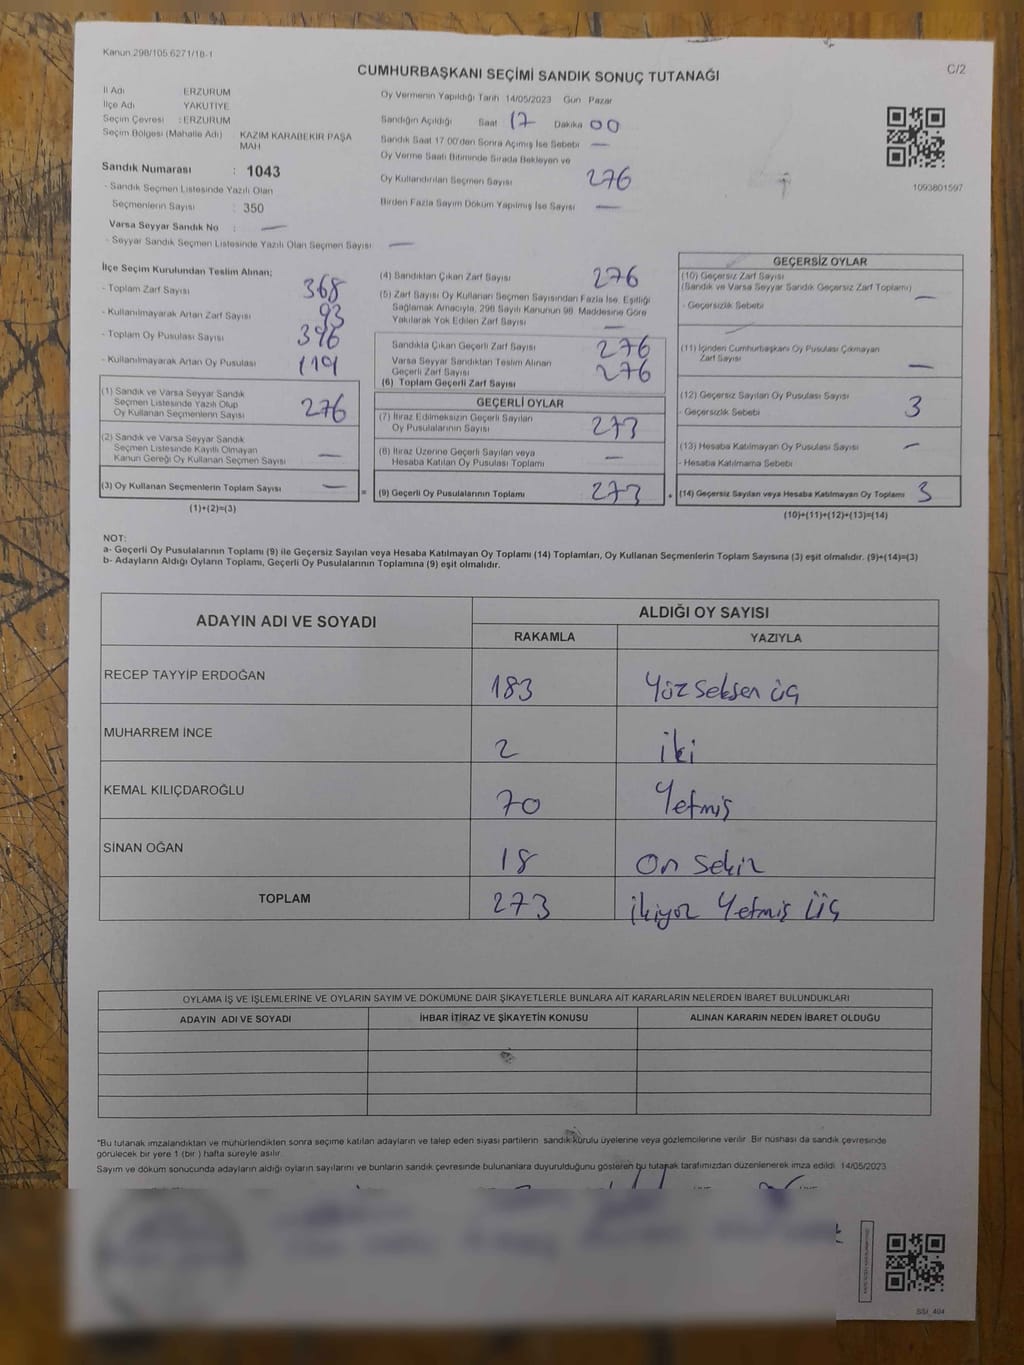 Kanun 298/105.6271/18-1
C/2
CUMHURBAŞKANI SEÇİMİ SANDIK SONUÇ TUTANAĞI
İl Adı ERZURUM
İlçe Adı YAKUTİYE
Seçim Çevresi : ERZURUM
Seçim Bölgesi (Mahalle Adı) : KAZIM KARABEKİR PAŞA MAH
Sandık Numarası : 1043
- Sandık Seçmen Listesinde Yazılı Olan
Seçmenlerin Sayısı : 350
Varsa Seyyar Sandık No : —
- Seyyar Sandık Seçmen Listesinde Yazılı Olan Seçmen Sayısı : —
Oy Vermenin Yapıldığı Tarih 14/05/2023 Gün Pazar
Sandığın Açıldığı Saat 17 Dakika 00
Sandık Saat 17:00'den Sonra Açımış İse Sebebi —
Oy Verme Saati Bitiminde Sırada Bekleyen ve
Oy Kullandırılan Seçmen Sayısı 276
Birden Fazla Sayım Döküm Yapılmış İse Sayısı —
1093801597
İlçe Seçim Kurulundan Teslim Alınan;
- Toplam Zarf Sayısı 368
- Kullanılmayarak Artan Zarf Sayısı 93
- Toplam Oy Pusulası Sayısı 396
- Kullanılmayarak Artan Oy Pusulası 119
(1) Sandık ve Varsa Seyyar Sandık
Seçmen Listesinde Yazılı Olup
Oy Kullanan Seçmenlerin Sayısı 276
(2) Sandık ve Varsa Seyyar Sandık
Seçmen Listesinde Kayıtlı Olmayan
Kanun Gereği Oy Kullanan Seçmen Sayısı —
(3) Oy Kullanan Seçmenlerin Toplam Sayısı —
(1)+(2)=(3)
=
(4) Sandıktan Çıkan Zarf Sayısı 276
(5) Zarf Sayısı Oy Kullanan Seçmen Sayısından Fazla İse, Eşitliği
Sağlamak Amacıyla, 298 Sayılı Kanunun 98. Maddesine Göre
Yakılarak Yok Edilen Zarf Sayısı —
Sandıkta Çıkan Geçerli Zarf Sayısı 276
Varsa Seyyar Sandıktan Teslim Alınan
Geçerli Zarf Sayısı 276
(6) Toplam Geçerli Zarf Sayısı
GEÇERLİ OYLAR
(7) İtiraz Edilmeksizin Geçerli Sayılan
Oy Pusulalarının Sayısı 273
(8) İtiraz Üzerine Geçerli Sayılan veya
Hesaba Katılan Oy Pusulası Toplamı —
(9) Geçerli Oy Pusulalarının Toplamı 273
+
GEÇERSİZ OYLAR
(10) Geçersiz Zarf Sayısı
(Sandık ve Varsa Seyyar Sandık Geçersiz Zarf Toplamı) —
- Geçersizlik Sebebi
(11) İçinden Cumhurbaşkanı Oy Pusulası Çıkmayan
Zarf Sayısı —
(12) Geçersiz Sayılan Oy Pusulası Sayısı 3
- Geçersizlik Sebebi
(13) Hesaba Katılmayan Oy Pusulası Sayısı —
- Hesaba Katılmama Sebebi
(14) Geçersiz Sayılan veya Hesaba Katılmayan Oy Toplamı 3
(10)+(11)+(12)+(13)=(14)
NOT:
a- Geçerli Oy Pusulalarının Toplamı (9) ile Geçersiz Sayılan veya Hesaba Katılmayan Oy Toplamı (14) Toplamları, Oy Kullanan Seçmenlerin Toplam Sayısına (3) eşit olmalıdır. (9)+(14)=(3)
b- Adayların Aldığı Oyların Toplamı, Geçerli Oy Pusulalarının Toplamına (9) eşit olmalıdır.
ADAYIN ADI VE SOYADI ALDIĞI OY SAYISI
RAKAMLA YAZIYLA
RECEP TAYYİP ERDOĞAN 183 Yüz Seksen üç
MUHARREM İNCE 2 iki
KEMAL KILIÇDAROĞLU 70 Yetmiş
SİNAN OĞAN 18 On Sekiz
TOPLAM 273 İkiyüz Yetmiş Üç
OYLAMA İŞ VE İŞLEMLERİNE VE OYLARIN SAYIM VE DÖKÜMÜNE DAİR ŞİKAYETLERLE BUNLARA AİT KARARLARIN NELERDEN İBARET BULUNDUKLARI
ADAYIN ADI VE SOYADI İHBAR İTİRAZ VE ŞİKAYETİN KONUSU ALINAN KARARIN NEDEN İBARET OLDUĞU
*Bu tutanak imzalandıktan ve mühürlendikten sonra seçime katılan adayların ve talep eden siyasi partilerin sandık kurulu üyelerine veya gözlemcilerine verilir. Bir nüshası da sandık çevresinde
görülecek bir yere 1 (bir ) hafta süreyle asılır.
Sayım ve döküm sonucunda adayların aldığı oyların sayılarını ve bunların sandık çevresinde bulunanlara duyurulduğunu gösteren bu tutanak tarafımızdan düzenlenerek imza edildi. 14/05/2023
SSI_404